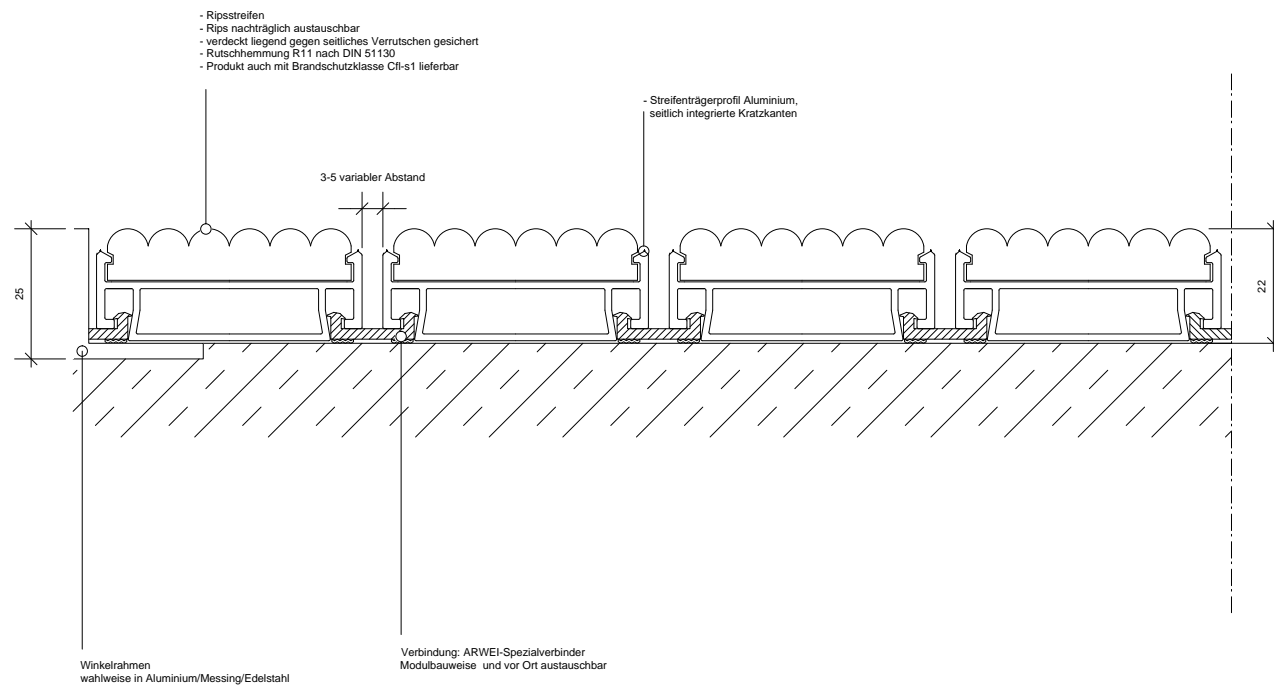 - Ripsstreifen
- Rips nachträglich austauschbar
- verdeckt liegend gegen seitliches Verrutschen gesichert
- Rutschhemmung R11 nach DIN 51130
- Produkt auch mit Brandschutzklasse Cfl-s1 lieferbar
- Streifenträgerprofil Aluminium,
seitlich integrierte Kratzkanten
3-5 variabler Abstand
25
22
Winkelrahmen
wahlweise in Aluminium/Messing/Edelstahl
Verbindung: ARWEI-Spezialverbinder
Modulbauweise  und vor Ort austauschbar